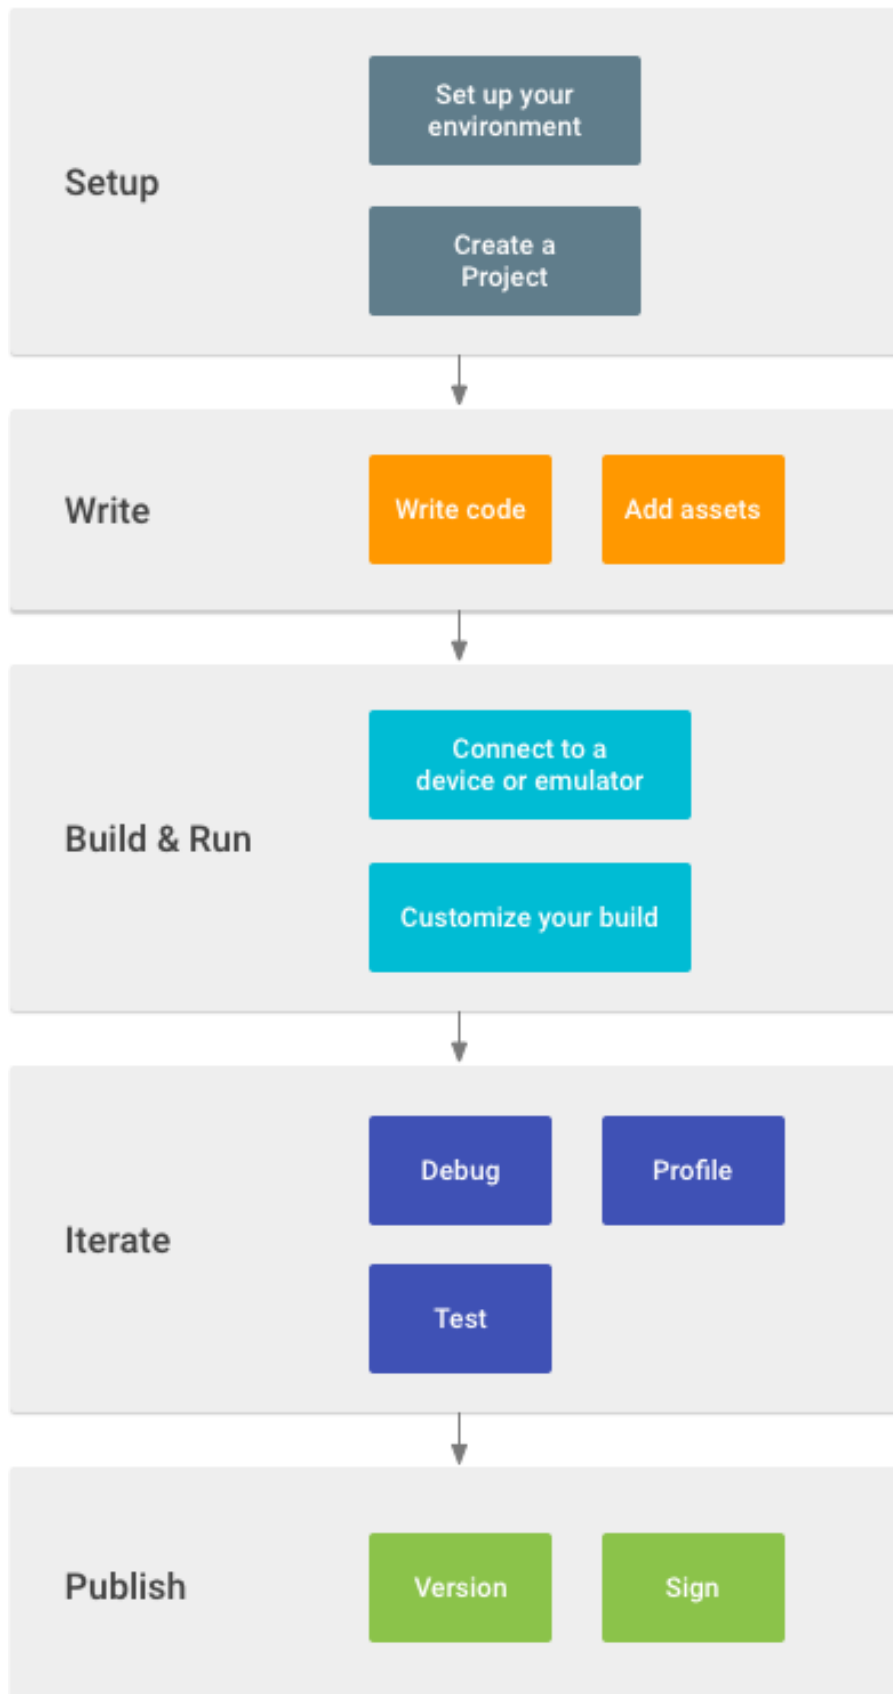 Setup
Set up your
environment
Create a
Project
Write
Write code
Add assets
Build & Run
Connect to a
device or emulator
Customize your build
Iterate
Debug
Profile
Test
Publish
Version
Sign